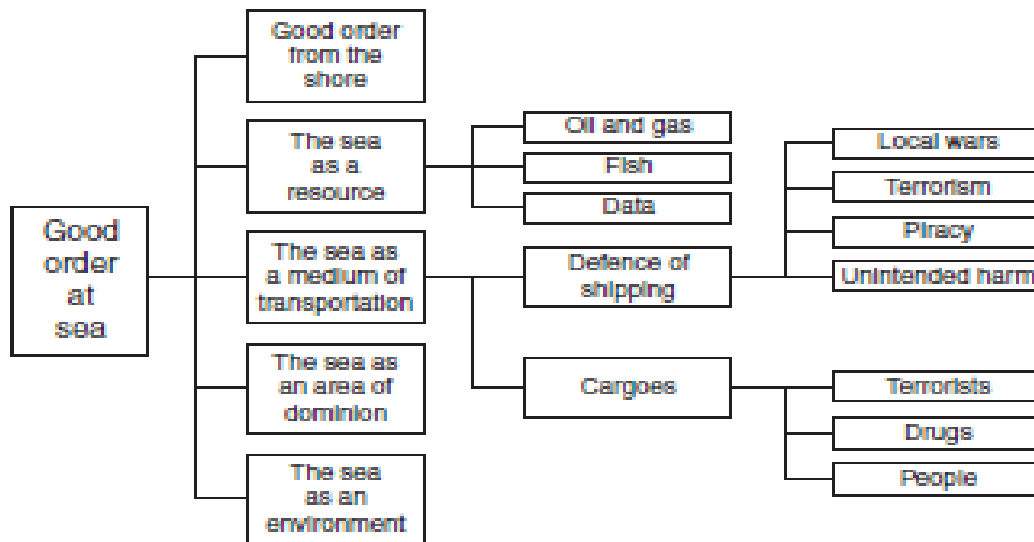 Good
order
at
sea
Good order
from the
shore
The sea
as a
resource
The sea as
a medium of
transportation
The sea as
an area of
dominion
The sea
as an
environment
Oil and gas
Fish
Data
Defence of
shipping
Cargoes
Local wars
Terrorism
Piracy
Unintended harm
Terrorists
Drugs
People